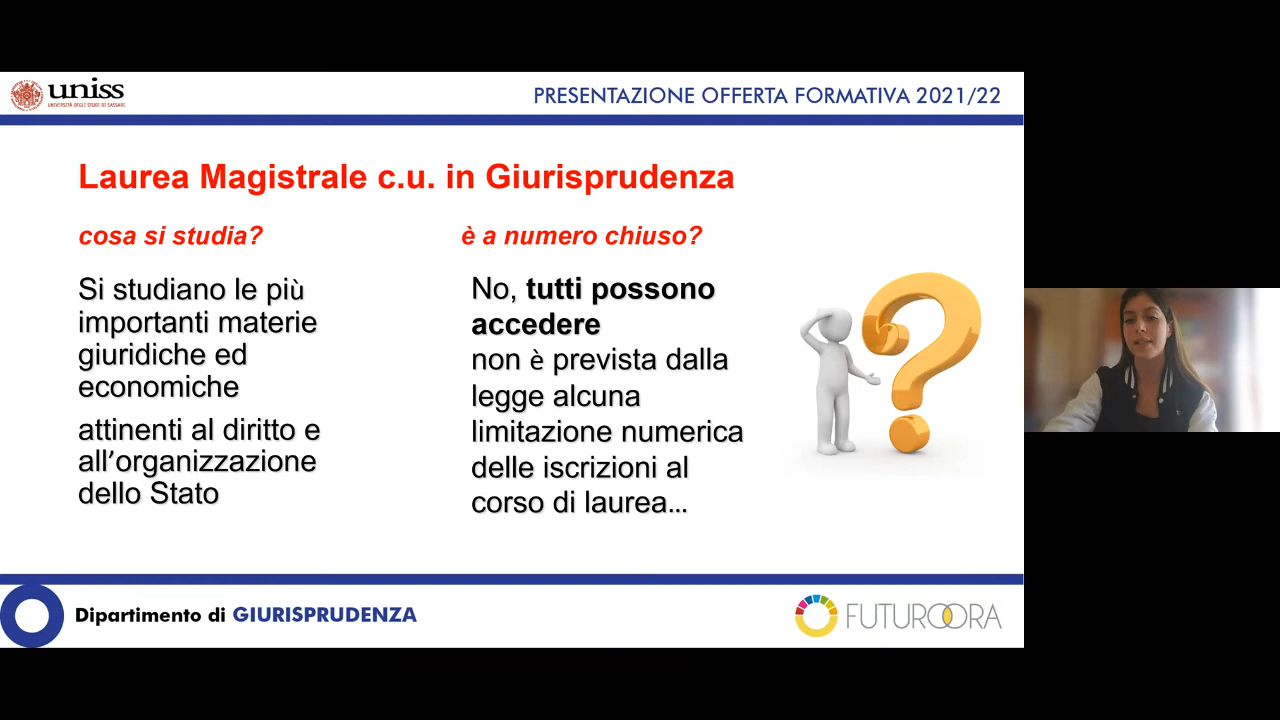 uniss
UNIVERSITÀ DEGLI STUDI DI SASSARI
PRESENTAZIONE OFFERTA FORMATIVA 2021/22
Laurea Magistrale c.u. in Giurisprudenza
cosa si studia?
Si studiano le più
importanti materie
giuridiche ed
economiche
attinenti al diritto e
all’organizzazione
dello Stato
è a numero chiuso?
No, tutti possono
accedere
non è prevista dalla
legge alcuna
limitazione numerica
delle iscrizioni al
corso di laurea…
Dipartimento di GIURISPRUDENZA
FUTUROORA